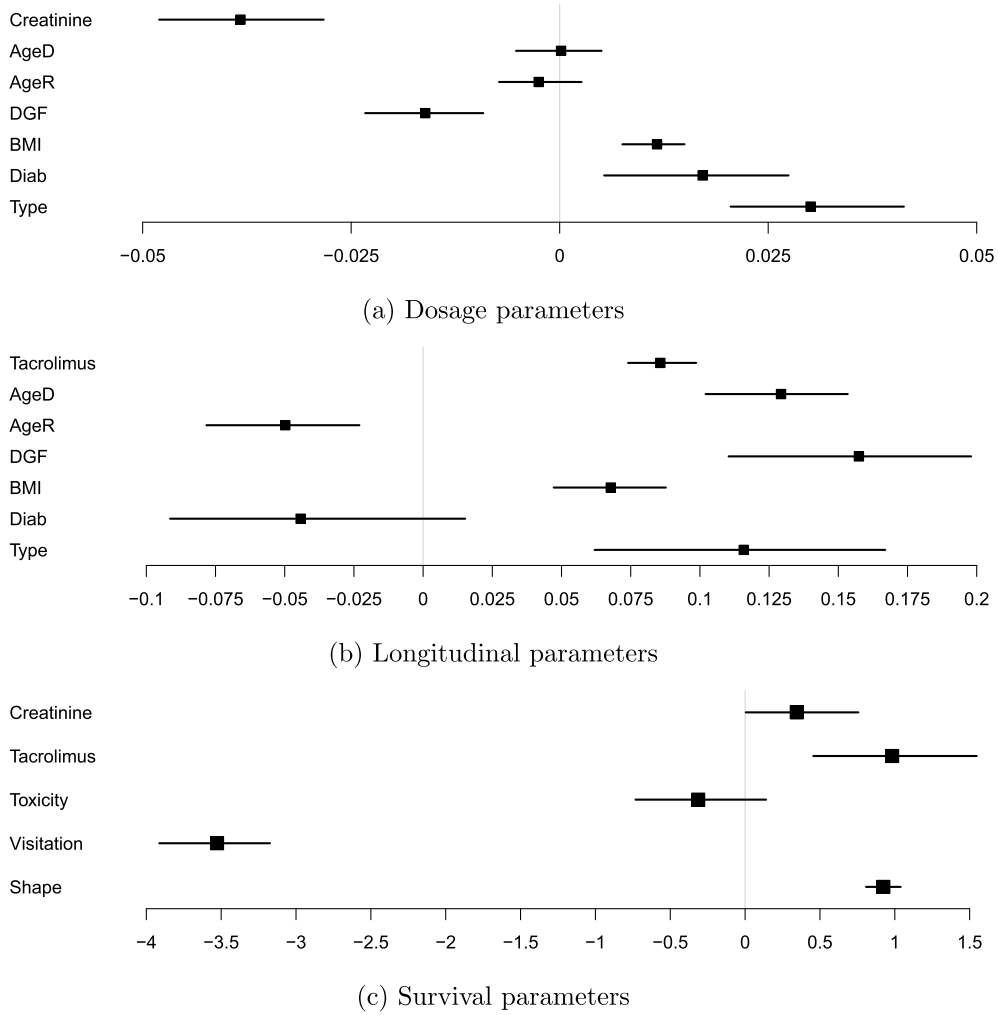 Creatinine
AgeD
AgeR
DGF
BMI
Diab
Type
−0.05 −0.025 0 0.025 0.05
(a) Dosage parameters
Tacrolimus
AgeD
AgeR
DGF
BMI
Diab
Type
−0.1 −0.075 −0.05 −0.025 0 0.025 0.05 0.075 0.1 0.125 0.15 0.175 0.2
(b) Longitudinal parameters
Creatinine
Tacrolimus
Toxicity
Visitation
Shape
−4 −3.5 −3 −2.5 −2 −1.5 −1 −0.5 0 0.5 1 1.5
(c) Survival parameters